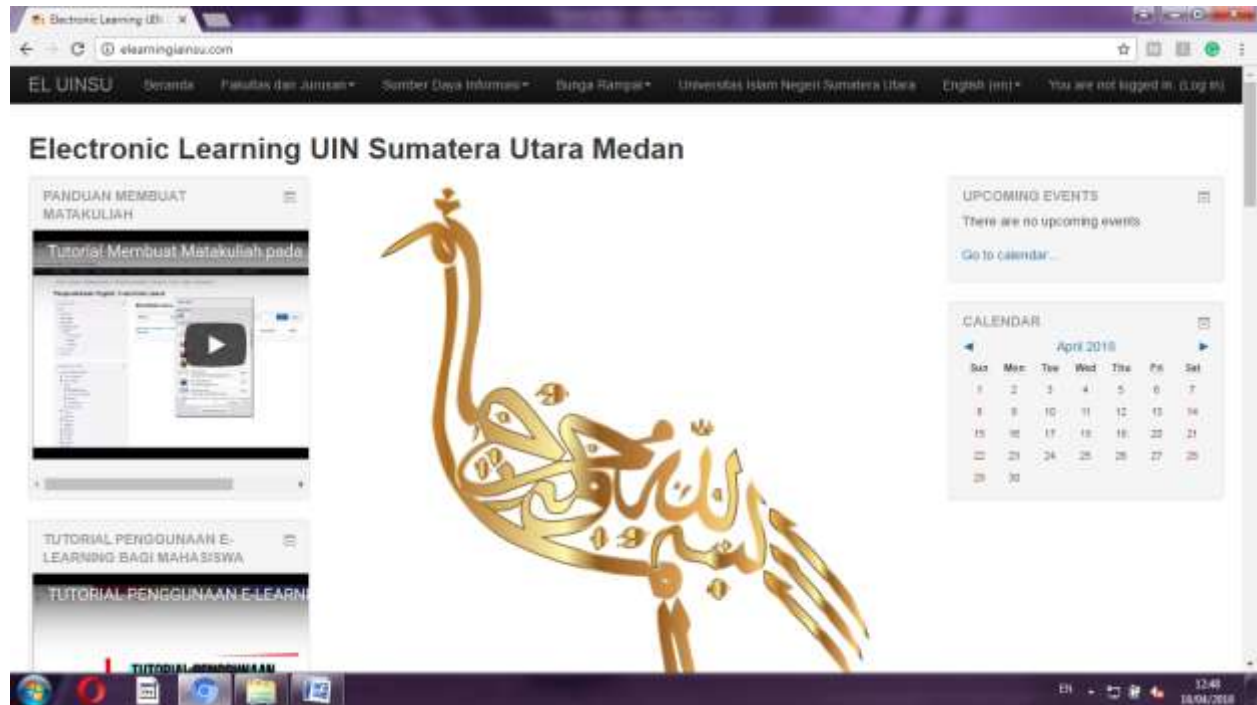 Electronic Learning UIN
elearningiainsu.com
EL UINSU Beranda Fakultas dan Jurusan Sumber Daya Informasi Bunga Rampai Universitas Islam Negeri Sumatera Utara English (en) You are not logged in. (Log in)
Electronic Learning UIN Sumatera Utara Medan
PANDUAN MEMBUAT
MATAKULIAH
Tutorial Membuat Matakuliah pada
TUTORIAL PENGGUNAAN E-
LEARNING BAGI MAHASISWA
TUTORIAL PENGGUNAAN E-LEARN
TUTORIAL PENGGUNAAN
UPCOMING EVENTS
There are no upcoming events
Go to calendar...
CALENDAR
April 2018
Sun Mon Tue Wed Thu Fri Sat
1 2 3 4 5 6 7
8 9 10 11 12 13 14
15 16 17 18 19 20 21
22 23 24 25 26 27 28
29 30
EN
12:48
18/04/2018